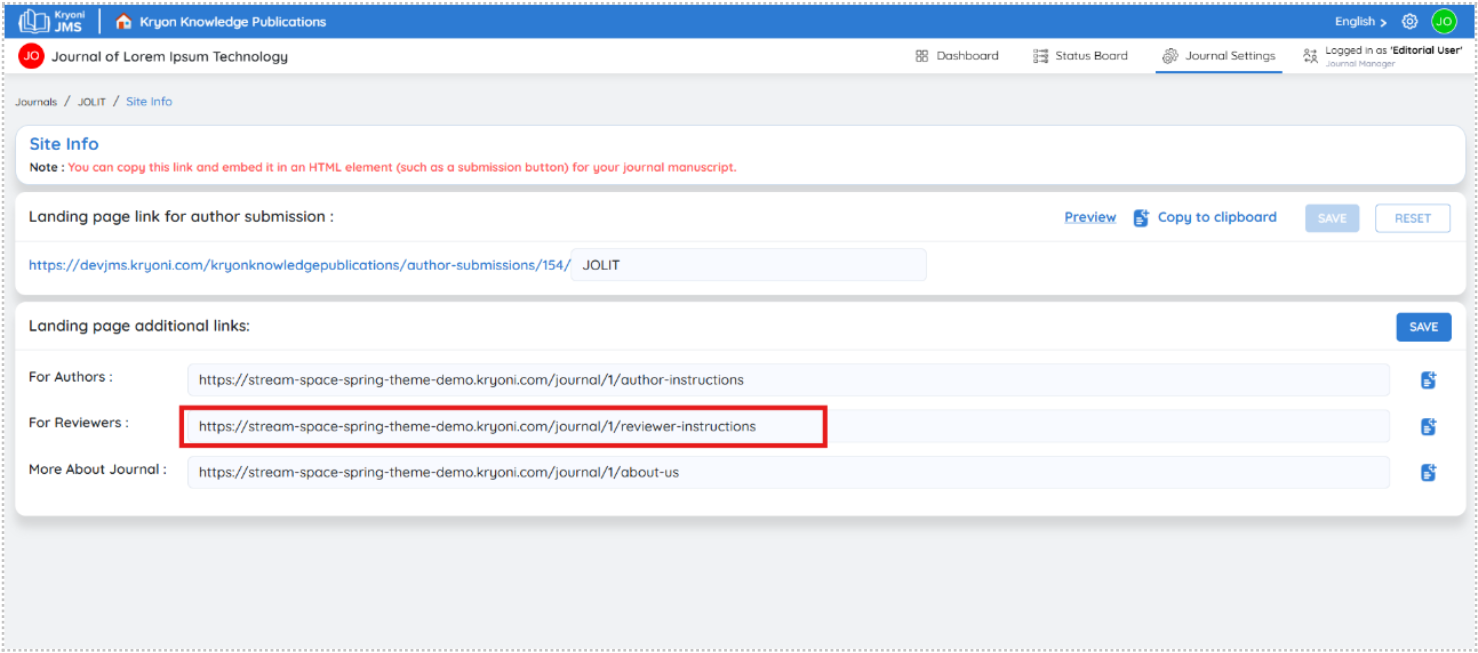 Kryoni
JMS
Kryon Knowledge Publications
English >
JO
JO
Journal of Lorem Ipsum Technology
Dashboard
Status Board
Journal Settings
Logged in as 'Editorial User'
Journal Manager
Journals / JOLIT / Site Info
Site Info
Note : You can copy this link and embed it in an HTML element (such as a submission button) for your journal manuscript.
Landing page link for author submission :
Preview
Copy to clipboard
SAVE
RESET
https://devjms.kryoni.com/kryonknowledgepublications/author-submissions/154/ JOLIT
Landing page additional links:
SAVE
For Authors : https://stream-space-spring-theme-demo.kryoni.com/journal/1/author-instructions
For Reviewers : https://stream-space-spring-theme-demo.kryoni.com/journal/1/reviewer-instructions
More About Journal : https://stream-space-spring-theme-demo.kryoni.com/journal/1/about-us